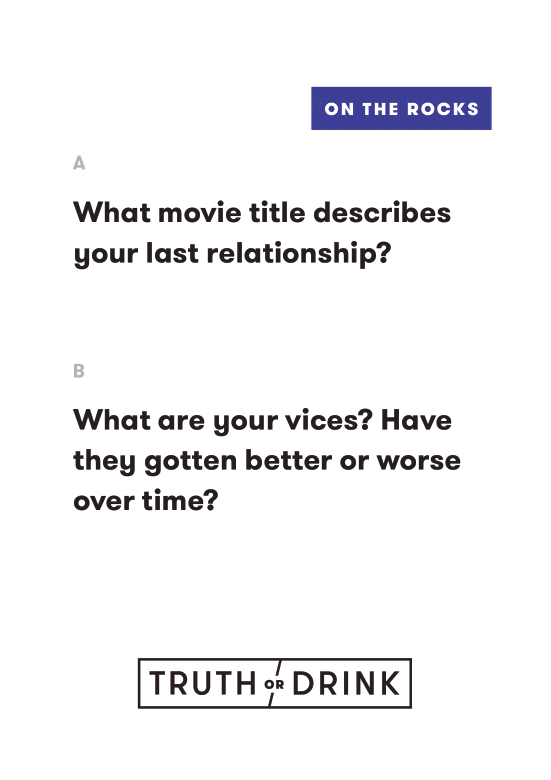 ON THE ROCKS
A
What movie title describes
your last relationship?
B
What are your vices? Have
they gotten better or worse
over time?
TRUTH OR DRINK